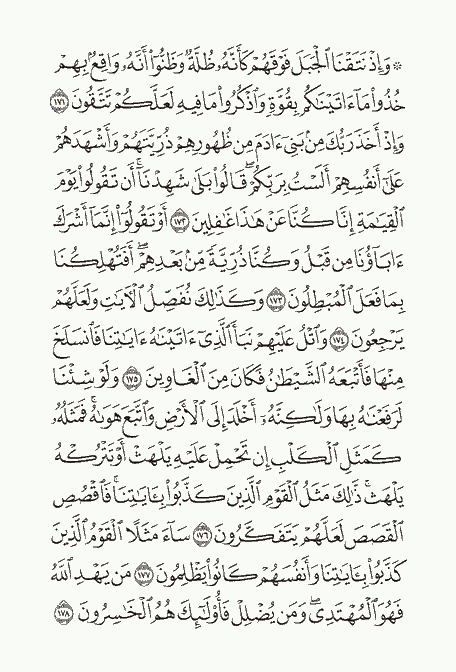 ۞ وَإِذْ نَتَقْنَا ٱلْجَبَلَ فَوْقَهُمْ كَأَنَّهُۥ ظُلَّةٌ وَظَنُّوٓا۟ أَنَّهُۥ وَاقِعٌۢ بِهِمْ
خُذُوا۟ مَآ ءَاتَيْنَـٰكُم بِقُوَّةٍ وَٱذْكُرُوا۟ مَا فِيهِ لَعَلَّكُمْ تَتَّقُونَ ١٧١
وَإِذْ أَخَذَ رَبُّكَ مِنۢ بَنِىٓ ءَادَمَ مِن ظُهُورِهِمْ ذُرِّيَّتَهُمْ وَأَشْهَدَهُمْ
عَلَىٰٓ أَنفُسِهِمْ أَلَسْتُ بِرَبِّكُمْ ۖ قَالُوا۟ بَلَىٰ شَهِدْنَآ ۛ أَن تَقُولُوا۟ يَوْمَ
ٱلْقِيَـٰمَةِ إِنَّا كُنَّا عَنْ هَـٰذَا غَـٰفِلِينَ ١٧٢ أَوْ تَقُولُوٓا۟ إِنَّمَآ أَشْرَكَ
ءَابَآؤُنَا مِن قَبْلُ وَكُنَّا ذُرِّيَّةً مِّنۢ بَعْدِهِمْ ۖ أَفَتُهْلِكُنَا
بِمَا فَعَلَ ٱلْمُبْطِلُونَ ١٧٣ وَكَذَٰلِكَ نُفَصِّلُ ٱلْـَٔايَـٰتِ وَلَعَلَّهُمْ
يَرْجِعُونَ ١٧٤ وَٱتْلُ عَلَيْهِمْ نَبَأَ ٱلَّذِىٓ ءَاتَيْنَـٰهُ ءَايَـٰتِنَا فَٱنسَلَخَ
مِنْهَا فَأَتْبَعَهُ ٱلشَّيْطَـٰنُ فَكَانَ مِنَ ٱلْغَاوِينَ ١٧٥ وَلَوْ شِئْنَا
لَرَفَعْنَـٰهُ بِهَا وَلَـٰكِنَّهُۥٓ أَخْلَدَ إِلَى ٱلْأَرْضِ وَٱتَّبَعَ هَوَىٰهُ ۚ فَمَثَلُهُۥ
كَمَثَلِ ٱلْكَلْبِ إِن تَحْمِلْ عَلَيْهِ يَلْهَثْ أَوْ تَتْرُكْهُ
يَلْهَث ۚ ذَّٰلِكَ مَثَلُ ٱلْقَوْمِ ٱلَّذِينَ كَذَّبُوا۟ بِـَٔايَـٰتِنَا ۚ فَٱقْصُصِ
ٱلْقَصَصَ لَعَلَّهُمْ يَتَفَكَّرُونَ ١٧٦ سَآءَ مَثَلًا ٱلْقَوْمُ ٱلَّذِينَ
كَذَّبُوا۟ بِـَٔايَـٰتِنَا وَأَنفُسَهُمْ كَانُوا۟ يَظْلِمُونَ ١٧٧ مَن يَهْدِ ٱللَّهُ
فَهُوَ ٱلْمُهْتَدِى ۖ وَمَن يُضْلِلْ فَأُو۟لَـٰٓئِكَ هُمُ ٱلْخَـٰسِرُونَ ١٧٨